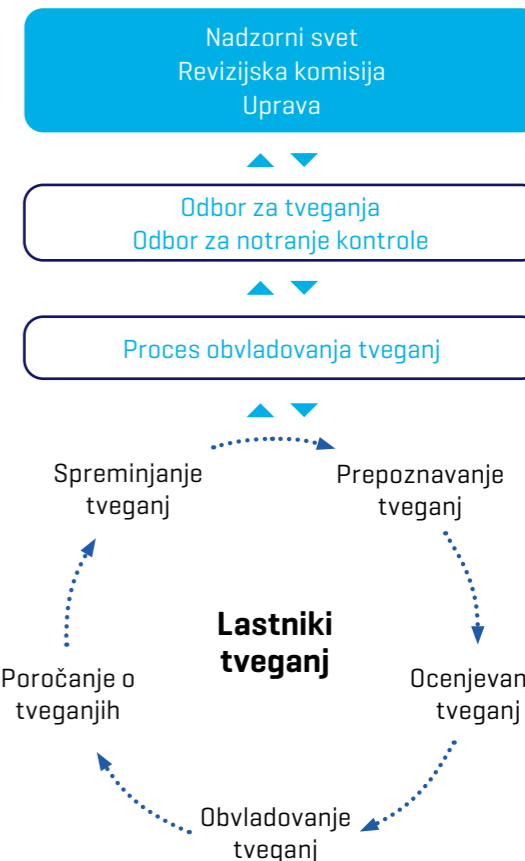 Nadzorni svet
Revizijska komisija
Uprava
Odbor za tveganja
Odbor za notranje kontrole
Proces obvladovanja tveganj
Spreminjanje
tveganj
Prepoznavanje
tveganj
Lastniki
tveganj
Poročanje o
tveganjih
tveganj
Obvladovanje
tveganj